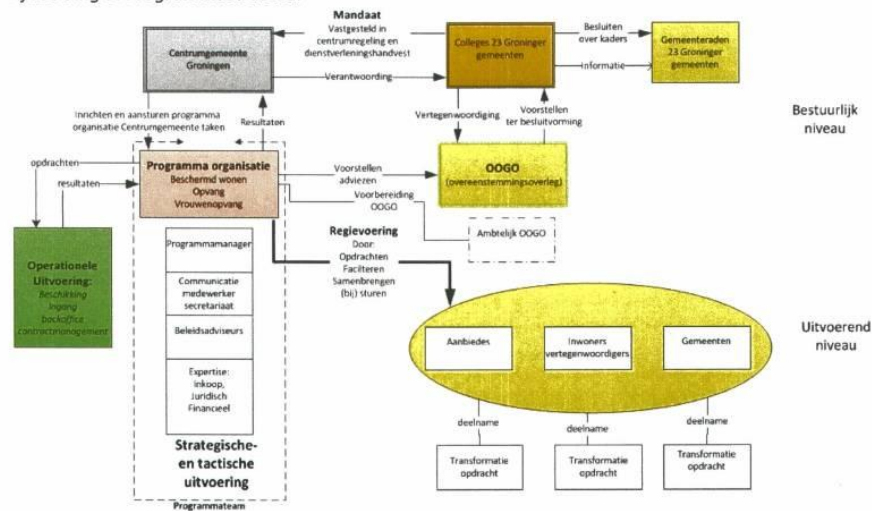 Mandaat
Vastgesteld in
centrumregeling en
dienstverleningshandvest
Centrumgemeente
Groningen
Verantwoording
Colleges 23 Groninger
gemeenten
Besluiten
over kaders
Informatie
Gemeenteraden
23 Groninger
gemeenten
Inrichten en aansturen programma
organisatie Centrumgemeente taken
Resultaten
Vertegenwoordiging
Voorstellen
ter besluitvorming
Bestuurlijk
niveau
opdrachten
resultaten
Programma organisatie
Beschermd wonen
Opvang
Vrouwenopvang
Voorstellen
adviezen
OOGO
(overeenstemmingsoverleg)
Voorbereiding
OOGO
Ambtelijk OOGO
Regievoering
Door:
Opdrachten
Faciliteren
Samenbrengen
(bij) sturen
Operationele
Uitvoering:
Beschikking
Ingang
backoffice
contractmanagement
Programmamanager
Communicatie
medewerker
secretariaat
Beleidsadviseurs
Expertise:
Inkoop,
Juridisch
Financieel
Strategische-
en tactische
uitvoering
Programmateam
Aanbiedes
Inwoners
vertegenwoordigers
Gemeenten
Uitvoerend
niveau
deelname
deelname
deelname
Transformatie
opdracht
Transformatie
opdracht
Transformatie
opdracht